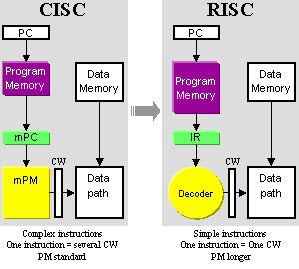 CISC
PC
Program
Memory
Data
Memory
mPC
mPM
CW
Data
path
Complex instructions
One instruction = several CW
PM standard
RISC
PC
Program
Memory
Data
Memory
IR
Decoder
CW
Data
path
Simple instructions
One instruction = One CW
PM longer